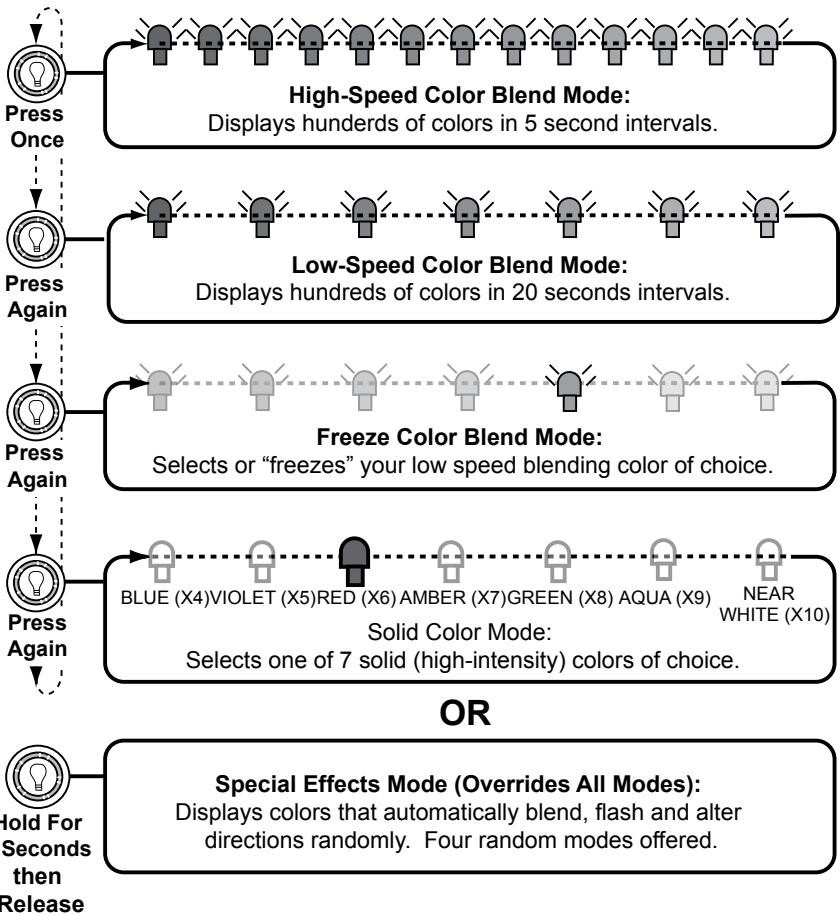 Press
Once
High-Speed Color Blend Mode:
Displays hunderds of colors in 5 second intervals.
Press
Again
Low-Speed Color Blend Mode:
Displays hundreds of colors in 20 seconds intervals.
Press
Again
Freeze Color Blend Mode:
Selects or “freezes” your low speed blending color of choice.
Press
Again
BLUE (X4) VIOLET (X5) RED (X6) AMBER (X7) GREEN (X8) AQUA (X9) NEAR
WHITE (X10)
Solid Color Mode:
Selects one of 7 solid (high-intensity) colors of choice.
OR
Hold For
Seconds
then
Release
Special Effects Mode (Overrides All Modes):
Displays colors that automatically blend, flash and alter
directions randomly. Four random modes offered.